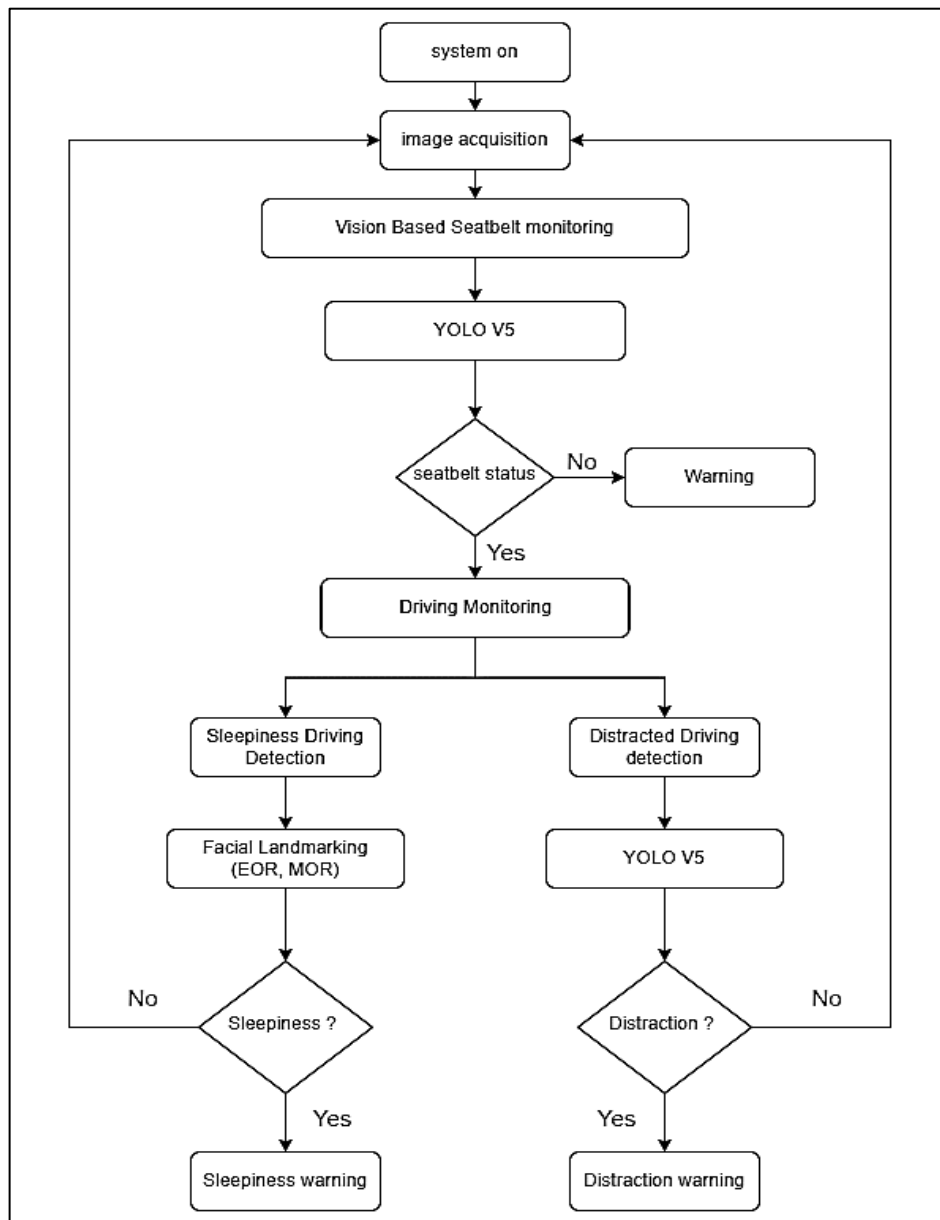 system on
image acquisition
Vision Based Seatbelt monitoring
YOLO V5
seatbelt status
No
Warning
Yes
Driving Monitoring
Sleepiness Driving
Detection
Distracted Driving
detection
Facial Landmarking
(EOR, MOR)
YOLO V5
No
Sleepiness ?
Distraction ?
No
Yes
Yes
Sleepiness warning
Distraction warning